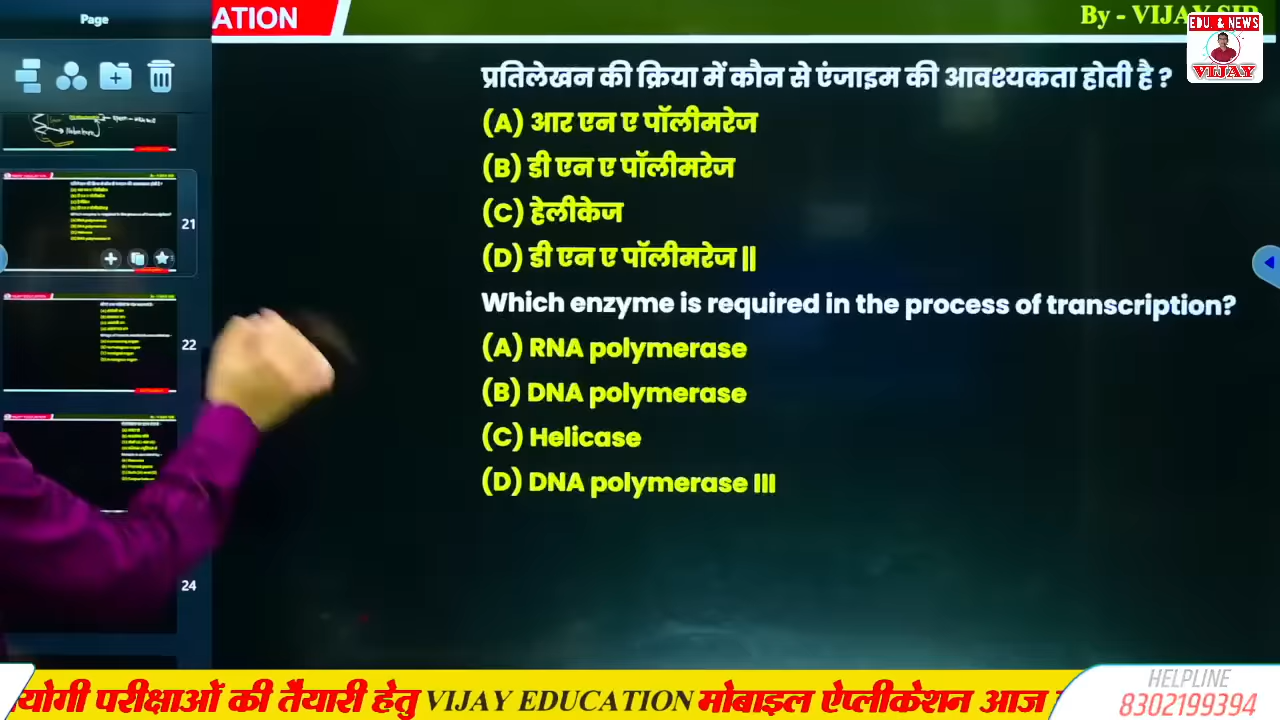 Page
ATION
By - VIJAY SIR
EDU. & NEWS
VIJAY
प्रतिलेखन की क्रिया में कौन से एंजाइम की आवश्यकता होती है ?
(A) आर एन ए पॉलीमरेज
(B) डी एन ए पॉलीमरेज
(C) हेलीकेज
(D) डी एन ए पॉलीमरेज ||
Which enzyme is required in the process of transcription?
(A) RNA polymerase
(B) DNA polymerase
(C) Helicase
(D) DNA polymerase III
21
22
24
योगी परीक्षाओं की तैयारी हेतु VIJAY EDUCATION मोबाइल ऐप्लीकेशन आज
HELPLINE
8302199394